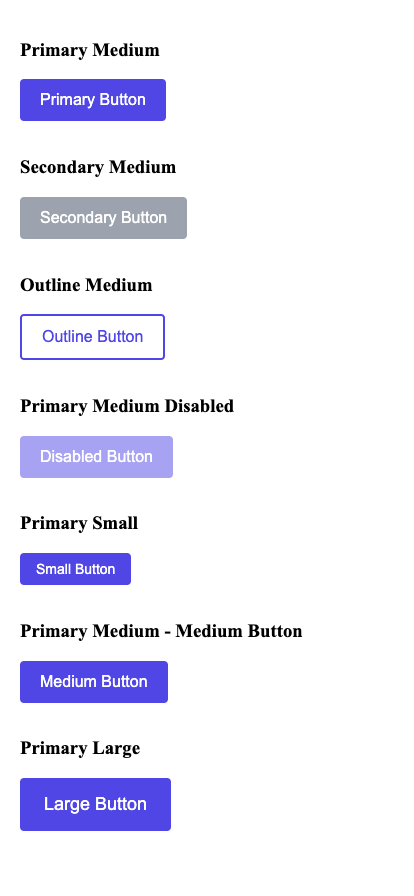 Primary Medium
Primary Button
Secondary Medium
Secondary Button
Outline Medium
Outline Button
Primary Medium Disabled
Disabled Button
Primary Small
Small Button
Primary Medium - Medium Button
Medium Button
Primary Large
Large Button